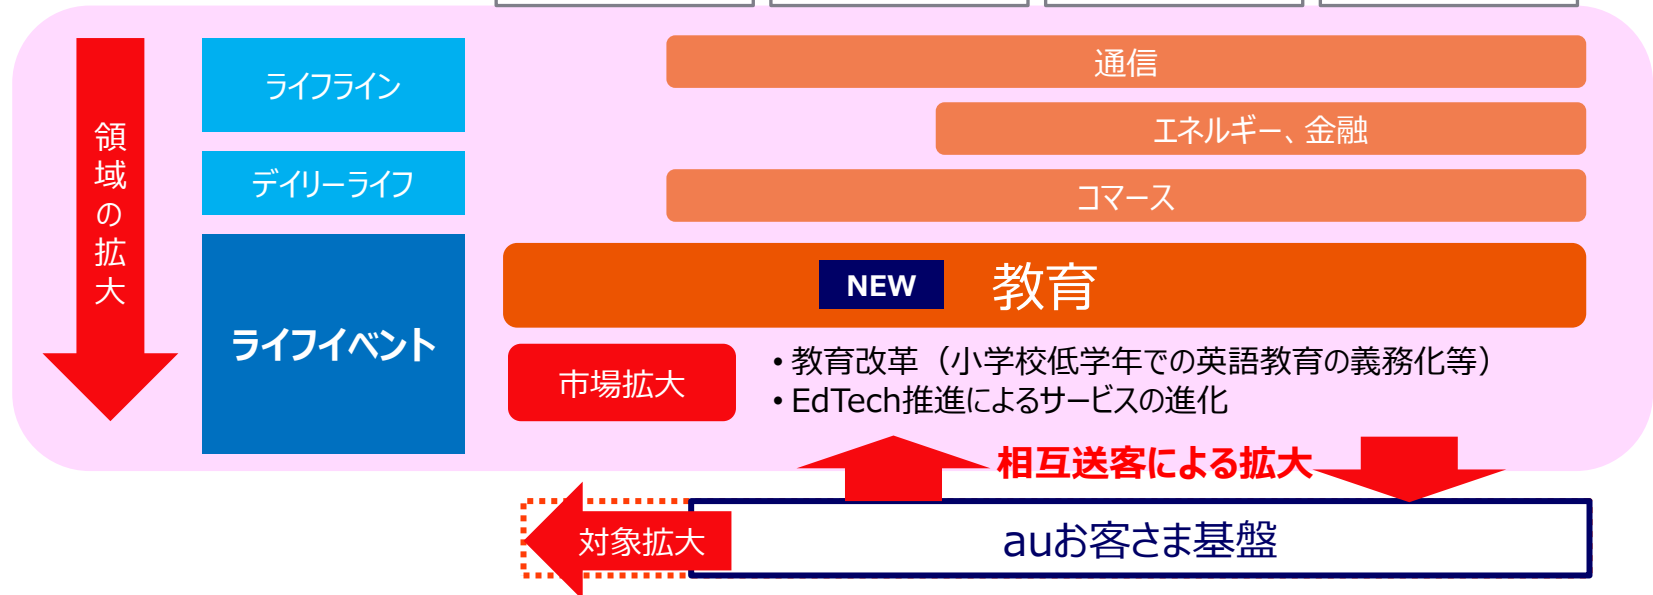 領域の拡大
ライフライン
通信
エネルギー、金融
デイリーライフ
コマース
ライフイベント
NEW 教育
市場拡大
• 教育改革（小学校低学年での英語教育の義務化等）
• EdTech推進によるサービスの進化
相互送客による拡大
対象拡大
auお客さま基盤